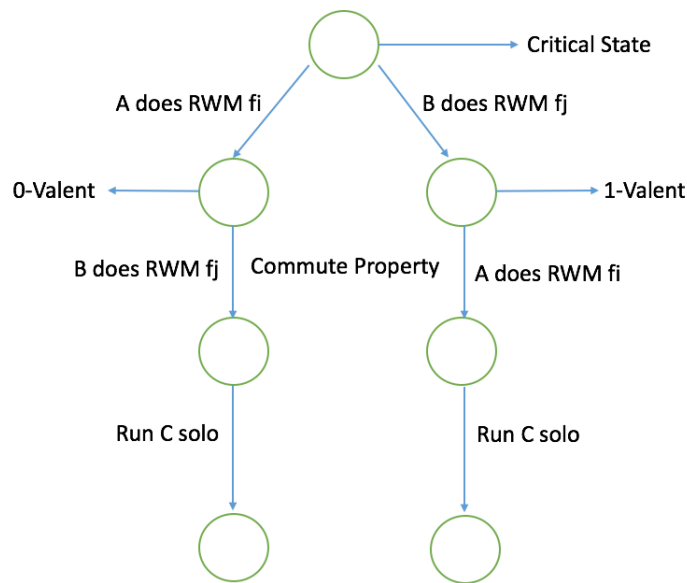 Critical State
A does RWM fi
B does RWM fj
0-Valent
1-Valent
B does RWM fj
Commute Property
A does RWM fi
Run C solo
Run C solo